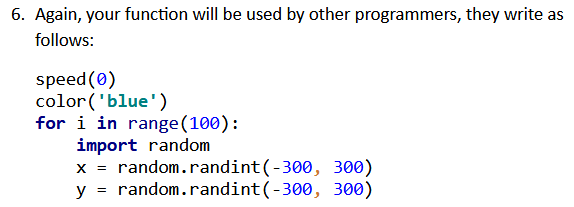 6. Again, your function will be used by other programmers, they write as
follows:
speed(0)
color('blue')
for i in range(100):
    import random
    x = random.randint(-300, 300)
    y = random.randint(-300, 300)